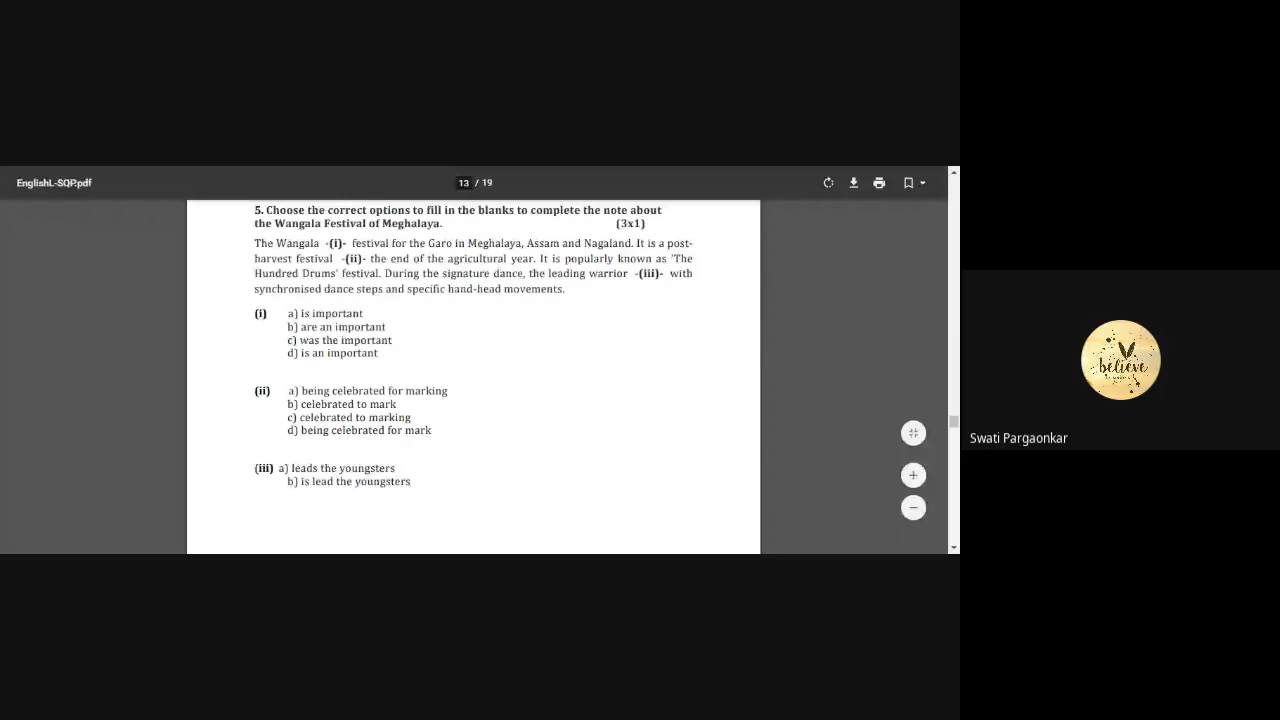 EnglishL-SQP.pdf
13 / 19
5. Choose the correct options to fill in the blanks to complete the note about
the Wangala Festival of Meghalaya. (3x1)
The Wangala -(i)- festival for the Garo in Meghalaya, Assam and Nagaland. It is a post-
harvest festival -(ii)- the end of the agricultural year. It is popularly known as 'The
Hundred Drums' festival. During the signature dance, the leading warrior -(iii)- with
synchronised dance steps and specific hand-head movements.
(i) a) is important
b) are an important
c) was the important
d) is an important
(ii) a) being celebrated for marking
b) celebrated to mark
c) celebrated to marking
d) being celebrated for mark
(iii) a) leads the youngsters
b) is lead the youngsters
believe
Swati Pargaonkar